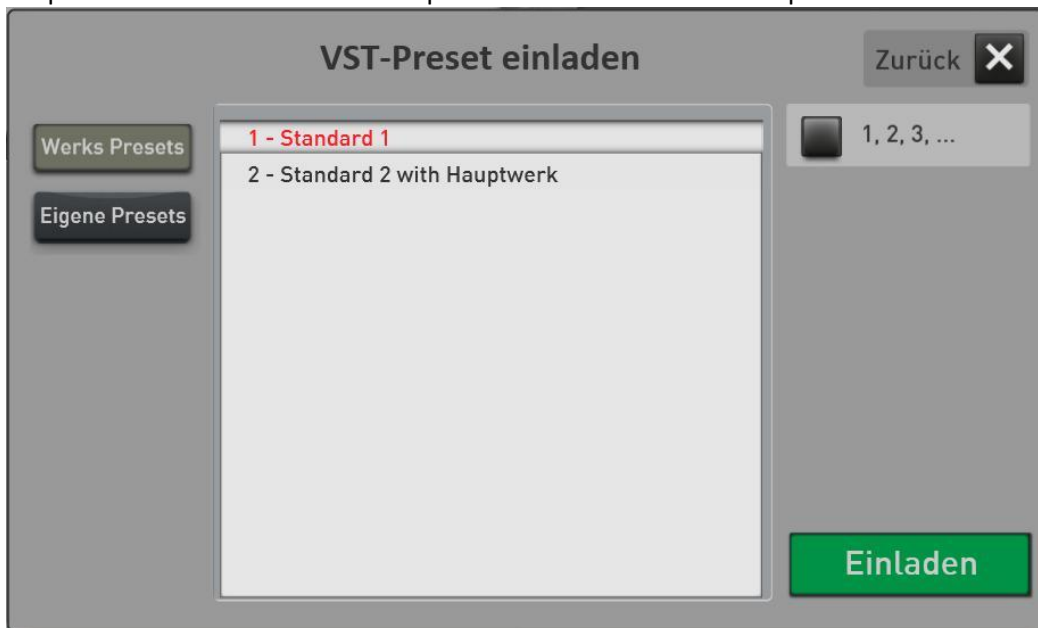 VST-Preset einladen
Zurück
Werks Presets
Eigene Presets
1 - Standard 1
2 - Standard 2 with Hauptwerk
1, 2, 3, ...
Einladen